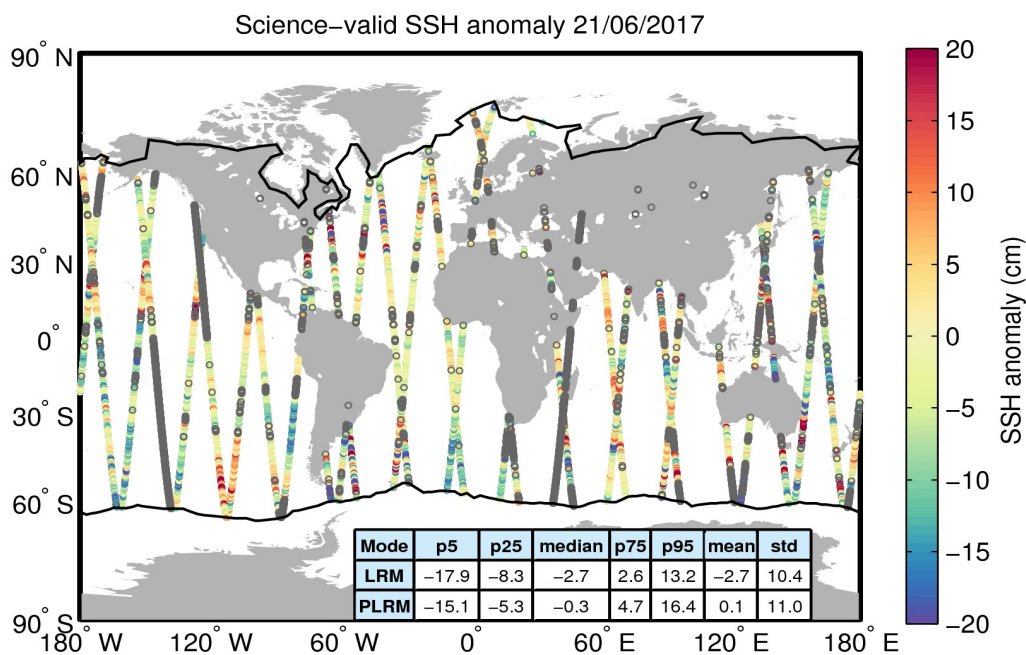 Science−valid SSH anomaly 21/06/2017
90° N
60° N
30° N
0°
30° S
60° S
90° S
180° W
120° W
60° W
0°
60° E
120° E
180° E
20
15
10
5
0
−5
−10
−15
−20
SSH anomaly (cm)
Mode p5 p25 median p75 p95 mean std
LRM −17.9 −8.3 −2.7 2.6 13.2 −2.7 10.4
PLRM −15.1 −5.3 −0.3 4.7 16.4 0.1 11.0